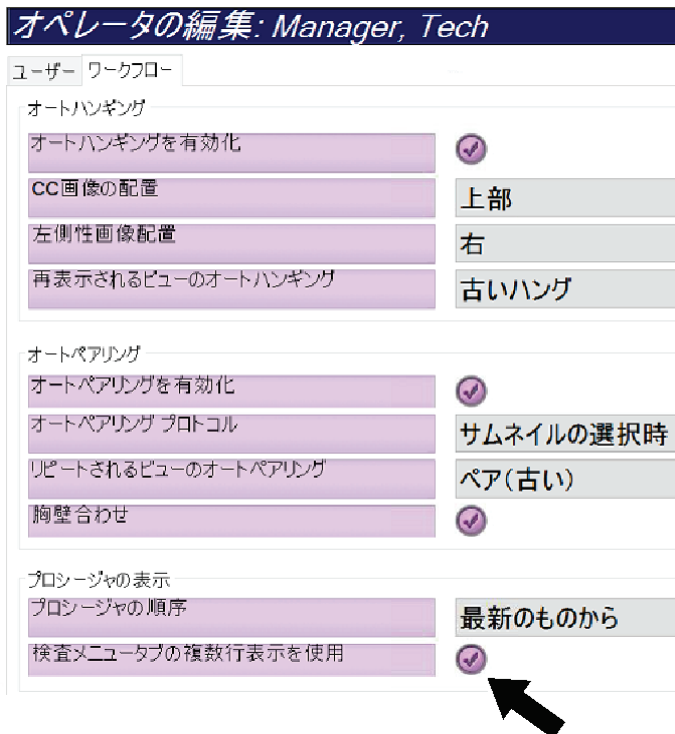 オペレータの編集: Manager, Tech
ユーザー ワークフロー
オートハンギング
オートハンギングを有効化
CC画像の配置 上部
左側性画像配置 右
再表示されるビューのオートハンギング 古いハング
オートペアリング
オートペアリングを有効化
オートペアリング プロトコル サムネイルの選択時
リピートされるビューのオートペアリング ペア(古い)
胸壁合わせ
プロシージャの表示
プロシージャの順序 最新のものから
検査メニュータブの複数行表示を使用